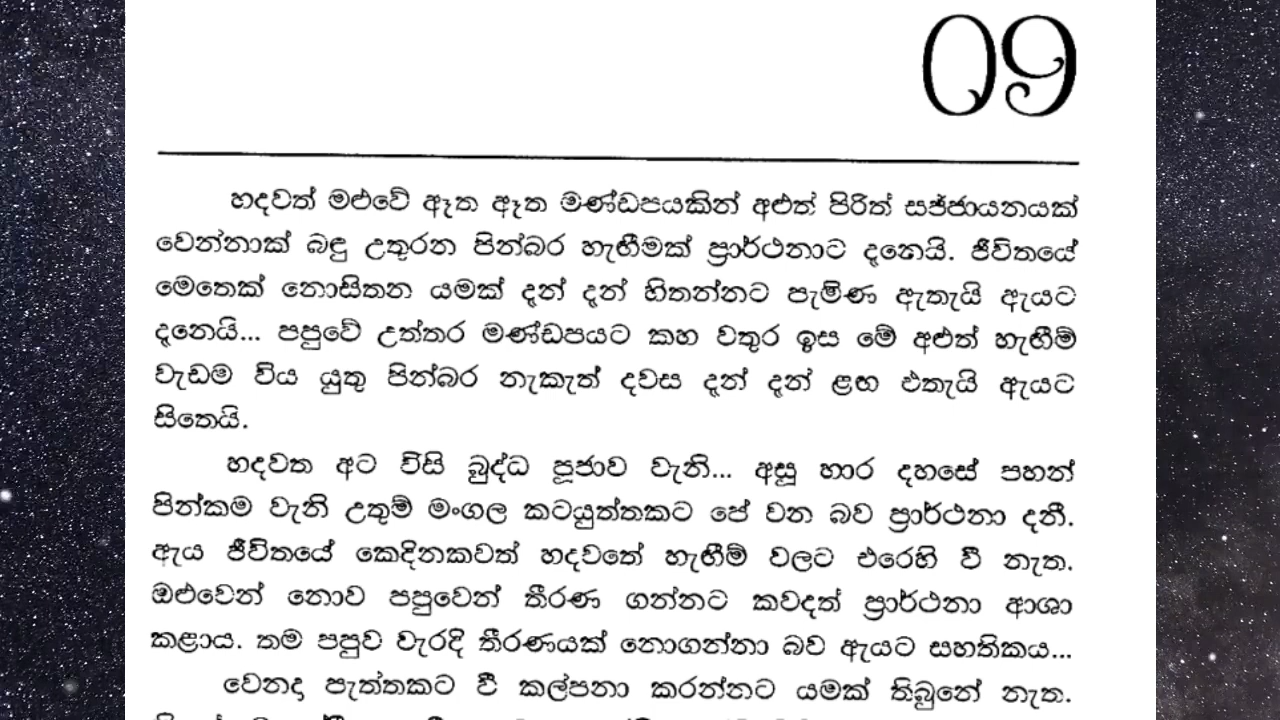 09
හදවත් මළුවේ ඈත ඈත මණ්ඩපයකින් අළුත් පිරිත් සජ්ඣායනයක්
වෙන්නාක් බඳු උතුරන පින්බර හැඟීමක් ප්‍රාර්ථනාට දැනෙයි. ජීවිතයේ
මෙතෙක් නොසිතන යමක් දැන් දැන් හිතන්නට පැමිණ ඇතැයි ඇයට
දැනෙයි... පපුවේ උත්තර මණ්ඩපයට කහ වතුර ඉස මේ අළුත් හැඟීම්
වැඩම විය යුතු පින්බර නැකැත් දවස දැන් දැන් ළඟ එතැයි ඇයට
සිතෙයි.
හදවත අට විසි බුද්ධ පූජාව වැනි... අසූ හාර දහසේ පහන්
පින්කම වැනි උතුම් මංගල කටයුත්තකට පේ වන බව ප්‍රාර්ථනා දනී.
ඇය ජීවිතයේ කෙදිනකවත් හදවතේ හැඟීම් වලට එරෙහි වී නැත.
ඔළුවෙන් නොව පපුවෙන් තීරණ ගන්නට කවදත් ප්‍රාර්ථනා ආශා
කළාය. තම පපුව වැරදි තීරණයක් නොගන්නා බව ඇයට සහතිකය...
වෙනදා පැත්තකට වී කල්පනා කරන්නට යමක් තිබුනේ නැත.